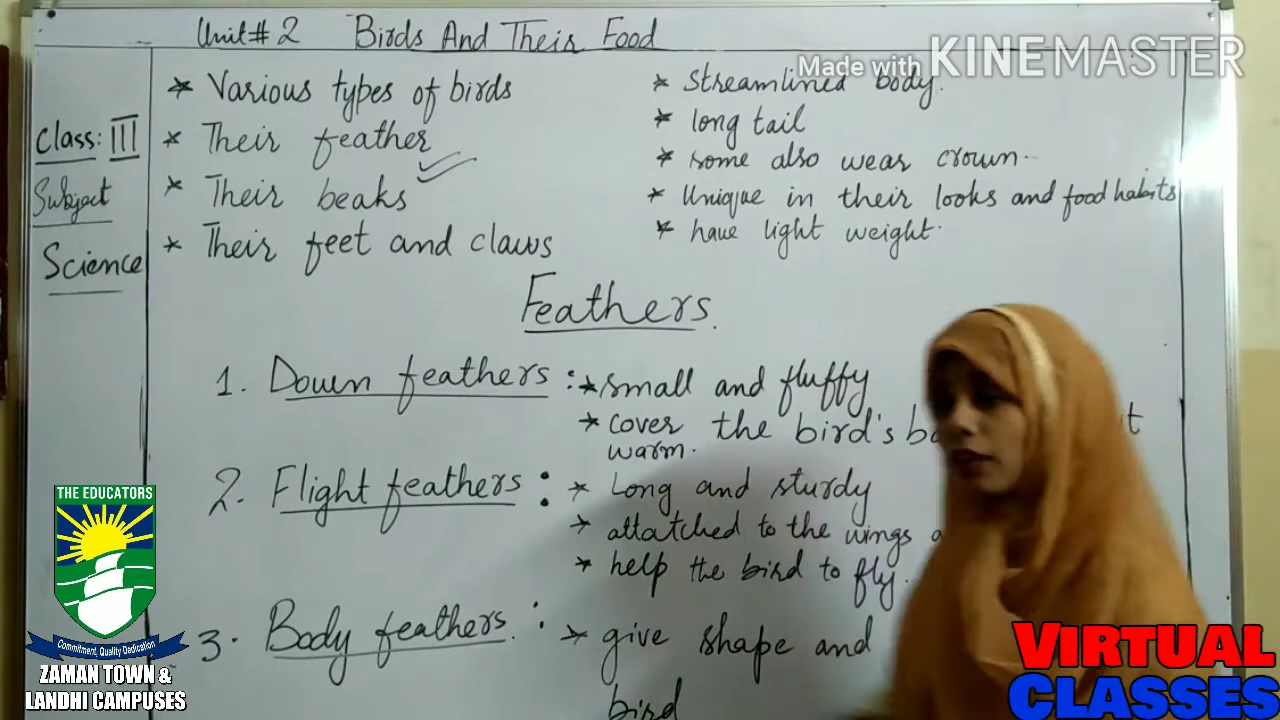 Unit# 2 Birds And Their Food
Made with KINEMASTER
Class: III
Subject
Science
* Various types of birds
* Their feather
* Their beaks
* Their feet and claws
* streamlined body.
* long tail
* some also wear crown.
* Unique in their looks and food habits
* have light weight.
Feathers.
1. Down feathers : * small and fluffy
* cover the bird's
warm.
2. Flight feathers : * Long and sturdy
* attatched to the wings
* help the bird to fly.
3. Body feathers. : * give shape and
bird
THE EDUCATORS
Commitment, Quality, Dedication
ZAMAN TOWN &
LANDHI CAMPUSES
VIRTUAL
CLASSES